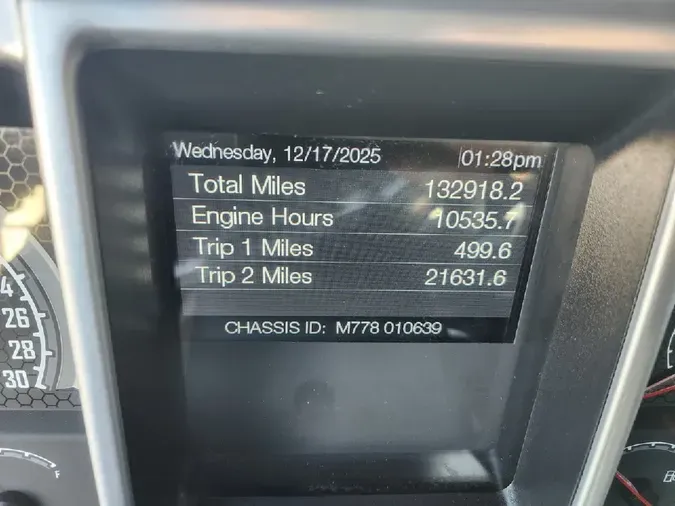 Wednesday, 12/17/2025 01:28pm
Total Miles 132918.2
Engine Hours 10535.7
Trip 1 Miles 499.6
Trip 2 Miles 21631.6
CHASSIS ID: M778 010639
24
26
28
30
F